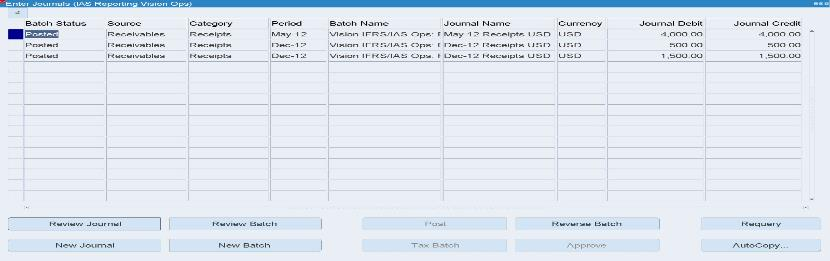 Enter Journals (IAS Reporting Vision Ops)
Batch Status Source Category Period Batch Name Journal Name Currency Journal Debit Journal Credit
Posted Receivables Receipts May-12 Vision IFRS/IAS Ops: May-12 Receipts USD USD 4,000.00 4,000.00
Posted Receivables Receipts Dec-12 Vision IFRS/IAS Ops: Dec-12 Receipts USD USD 500.00 500.00
Posted Receivables Receipts Dec-12 Vision IFRS/IAS Ops: Dec-12 Receipts USD USD 1,500.00 1,500.00
Review Journal Review Batch Post Reverse Batch Requery
New Journal New Batch Tax Batch Approve AutoCopy...